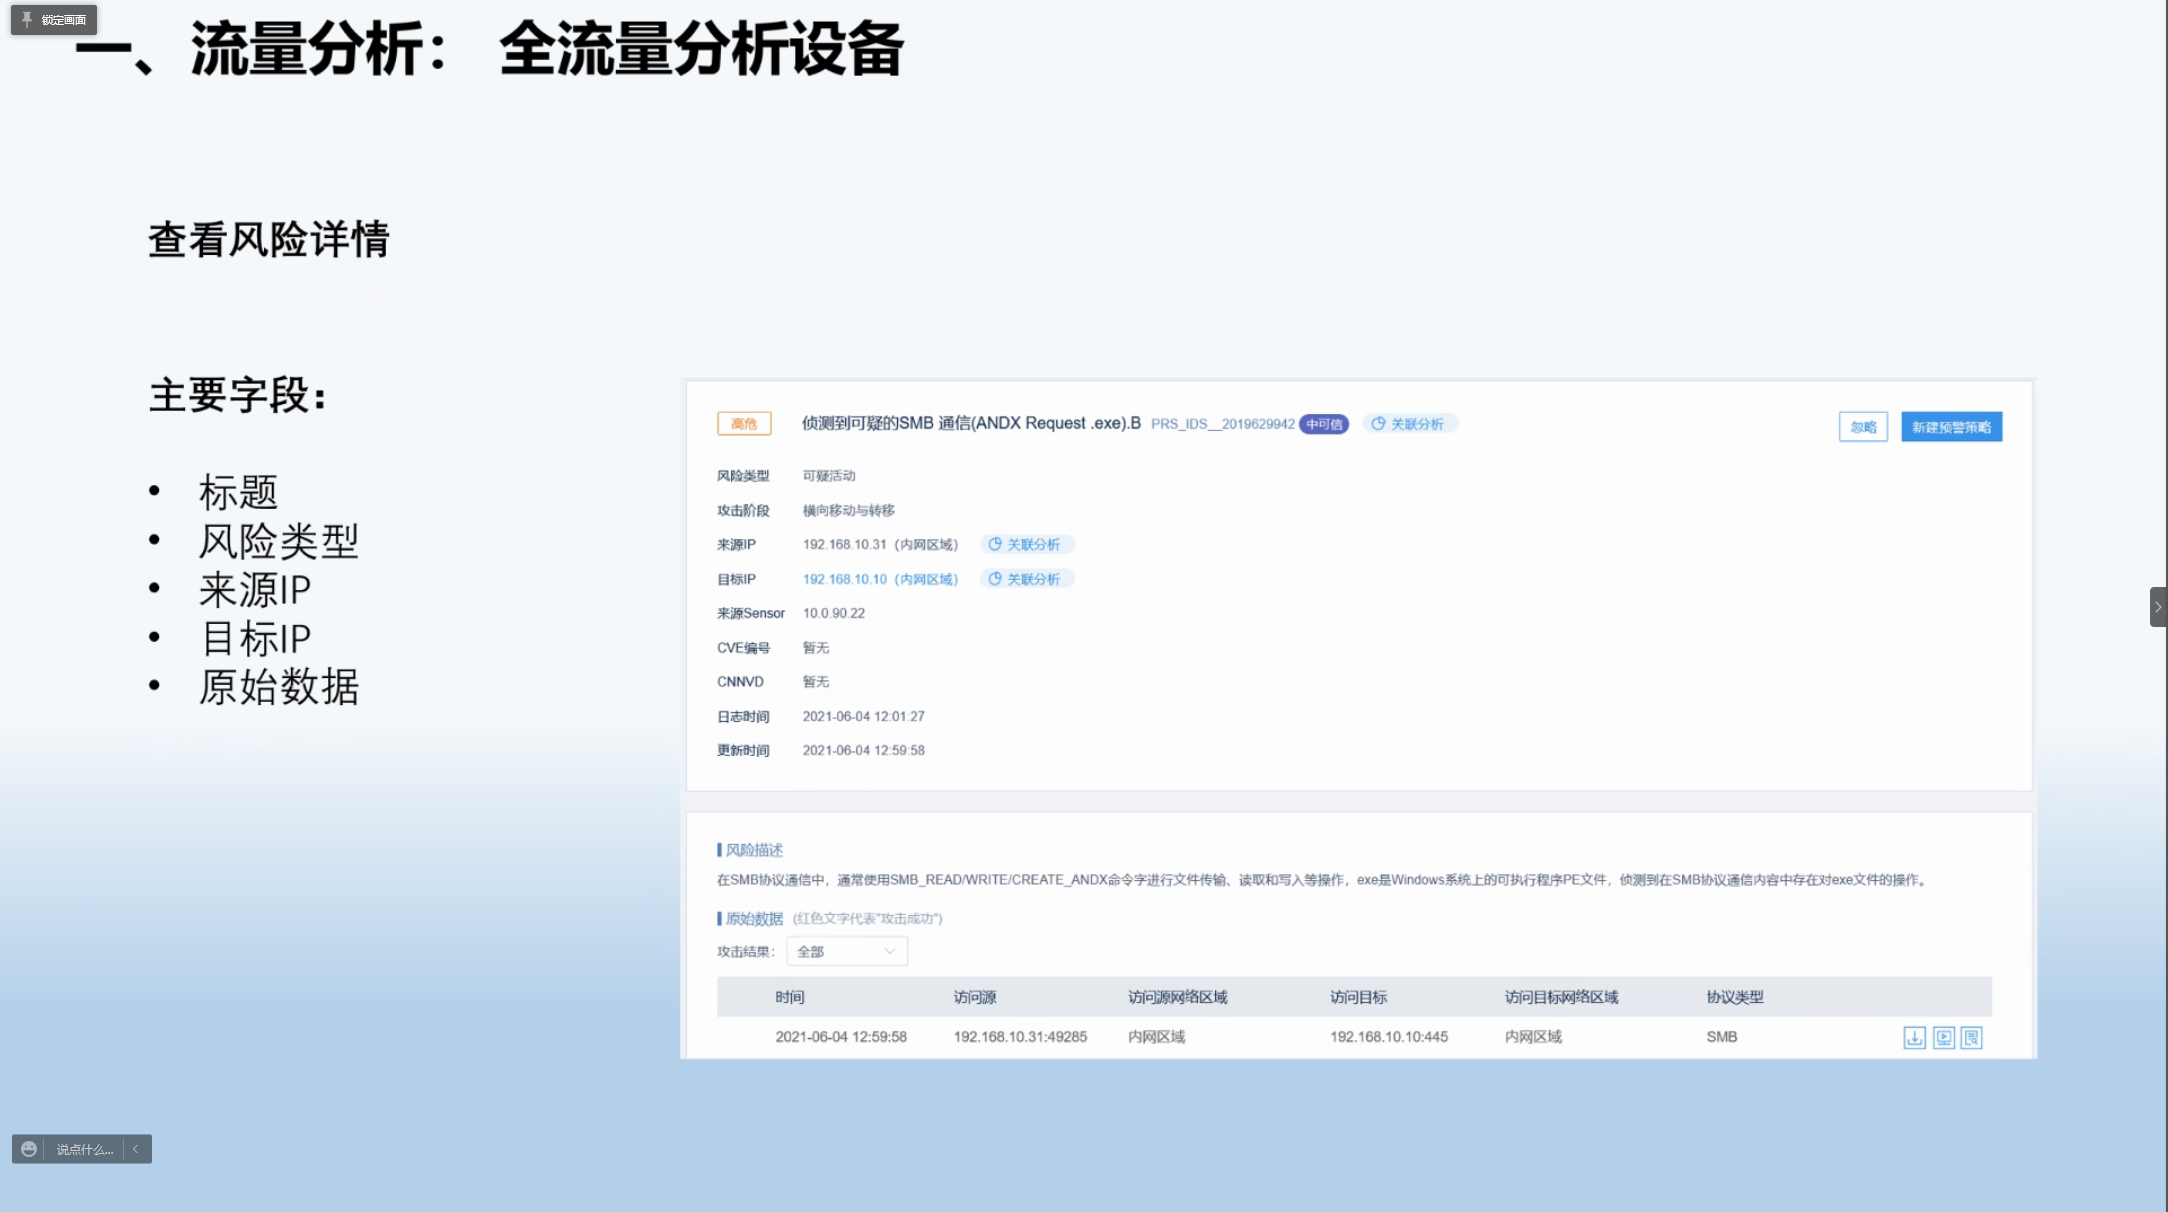 锁定画面
一、流量分析： 全流量分析设备
查看风险详情
主要字段：
• 标题
• 风险类型
• 来源IP
• 目标IP
• 原始数据
高危 侦测到可疑的SMB 通信(ANDX Request .exe).B PRS_IDS__2019629942 中可信 关联分析 忽略 新建预警策略
风险类型 可疑活动
攻击阶段 横向移动与转移
来源IP 192.168.10.31（内网区域） 关联分析
目标IP 192.168.10.10（内网区域） 关联分析
来源Sensor 10.0.90.22
CVE编号 暂无
CNNVD 暂无
日志时间 2021-06-04 12:01:27
更新时间 2021-06-04 12:59:58
风险描述
在SMB协议通信中，通常使用SMB_READ/WRITE/CREATE_ANDX命令字进行文件传输、读取和写入等操作，exe是Windows系统上的可执行程序PE文件，侦测到在SMB协议通信内容中存在对exe文件的操作。
原始数据 (红色文字代表"攻击成功")
攻击结果： 全部
时间 访问源 访问源网络区域 访问目标 访问目标网络区域 协议类型
2021-06-04 12:59:58 192.168.10.31:49285 内网区域 192.168.10.10:445 内网区域 SMB
说点什么...